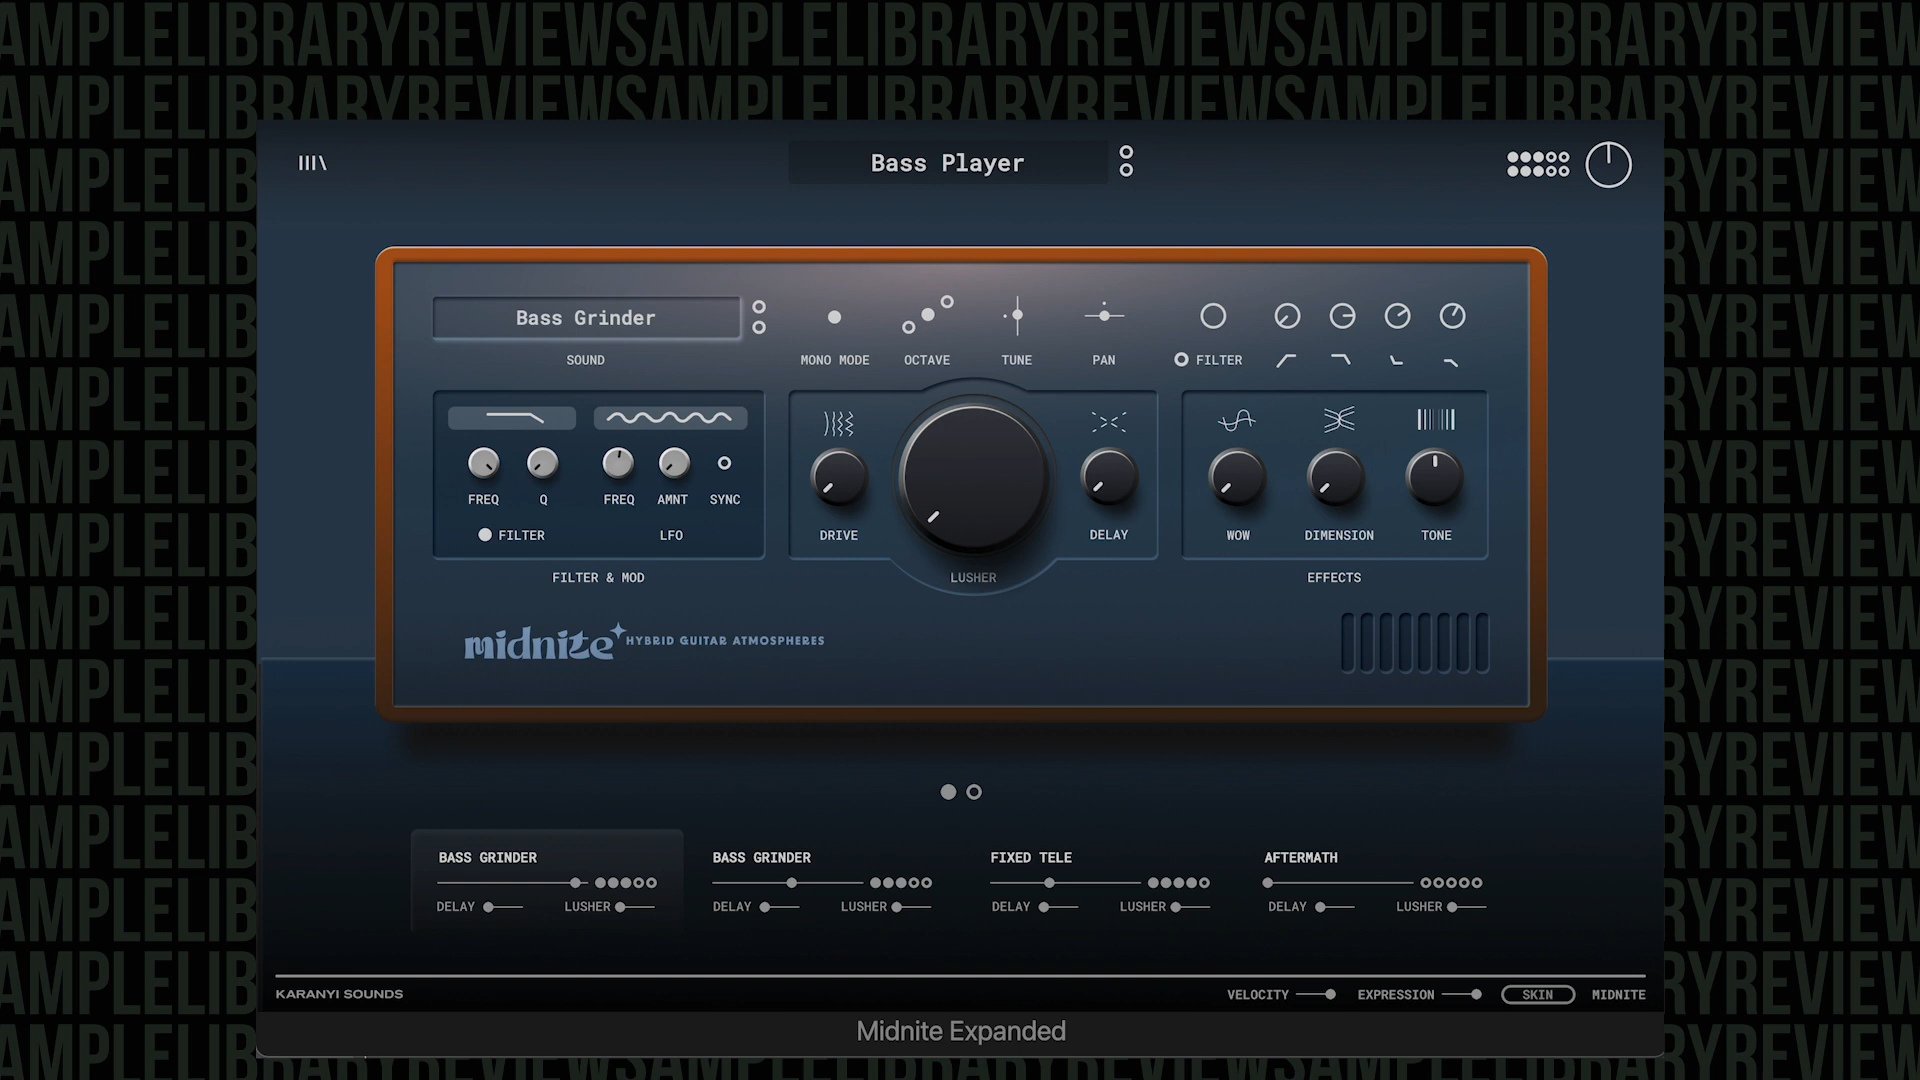 SAMPLELIBRARYREVIEWSAMPLELIBRARYREVIEWSAMPLELIBRARYREVIEW
Bass Player
Bass Grinder
SOUND
MONO MODE
OCTAVE
TUNE
PAN
FILTER
FREQ
Q
FREQ
AMNT
SYNC
FILTER
LFO
FILTER & MOD
DRIVE
LUSHER
DELAY
WOW
DIMENSION
TONE
EFFECTS
midnite HYBRID GUITAR ATMOSPHERES
BASS GRINDER
DELAY LUSHER
BASS GRINDER
DELAY LUSHER
FIXED TELE
DELAY LUSHER
AFTERMATH
DELAY LUSHER
KARANYI SOUNDS
VELOCITY EXPRESSION SKIN MIDNITE
Midnite Expanded